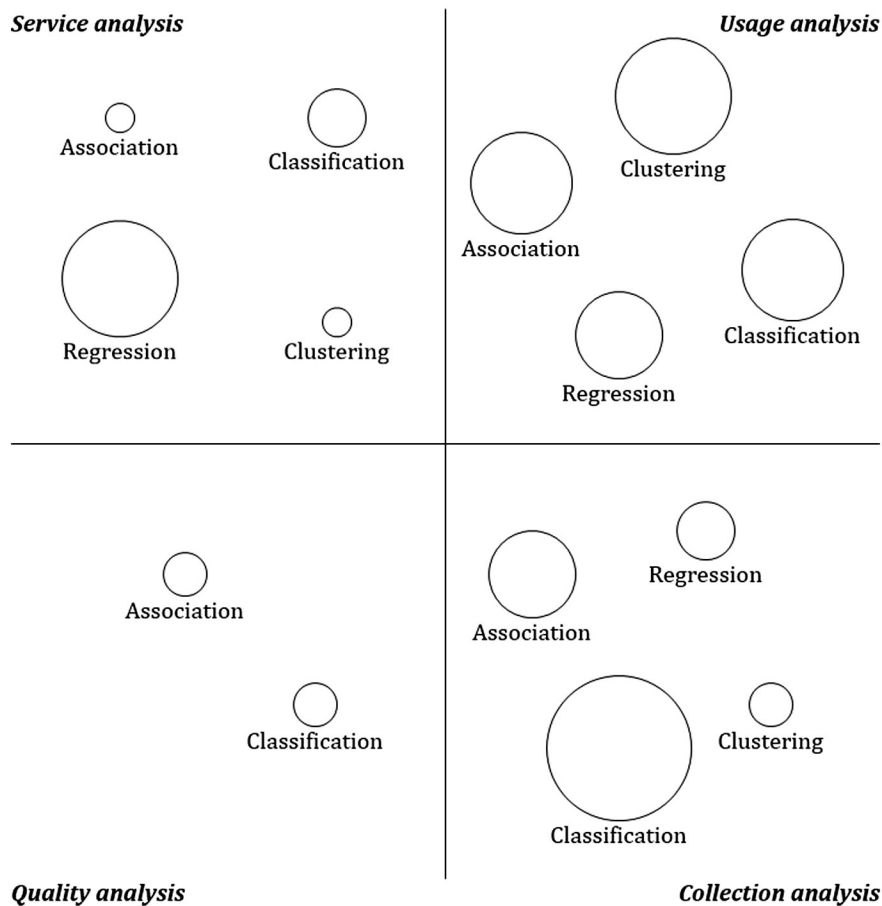 Service analysis
Association
Classification
Regression
Clustering
Usage analysis
Clustering
Association
Classification
Regression
Association
Classification
Quality analysis
Regression
Association
Clustering
Classification
Collection analysis